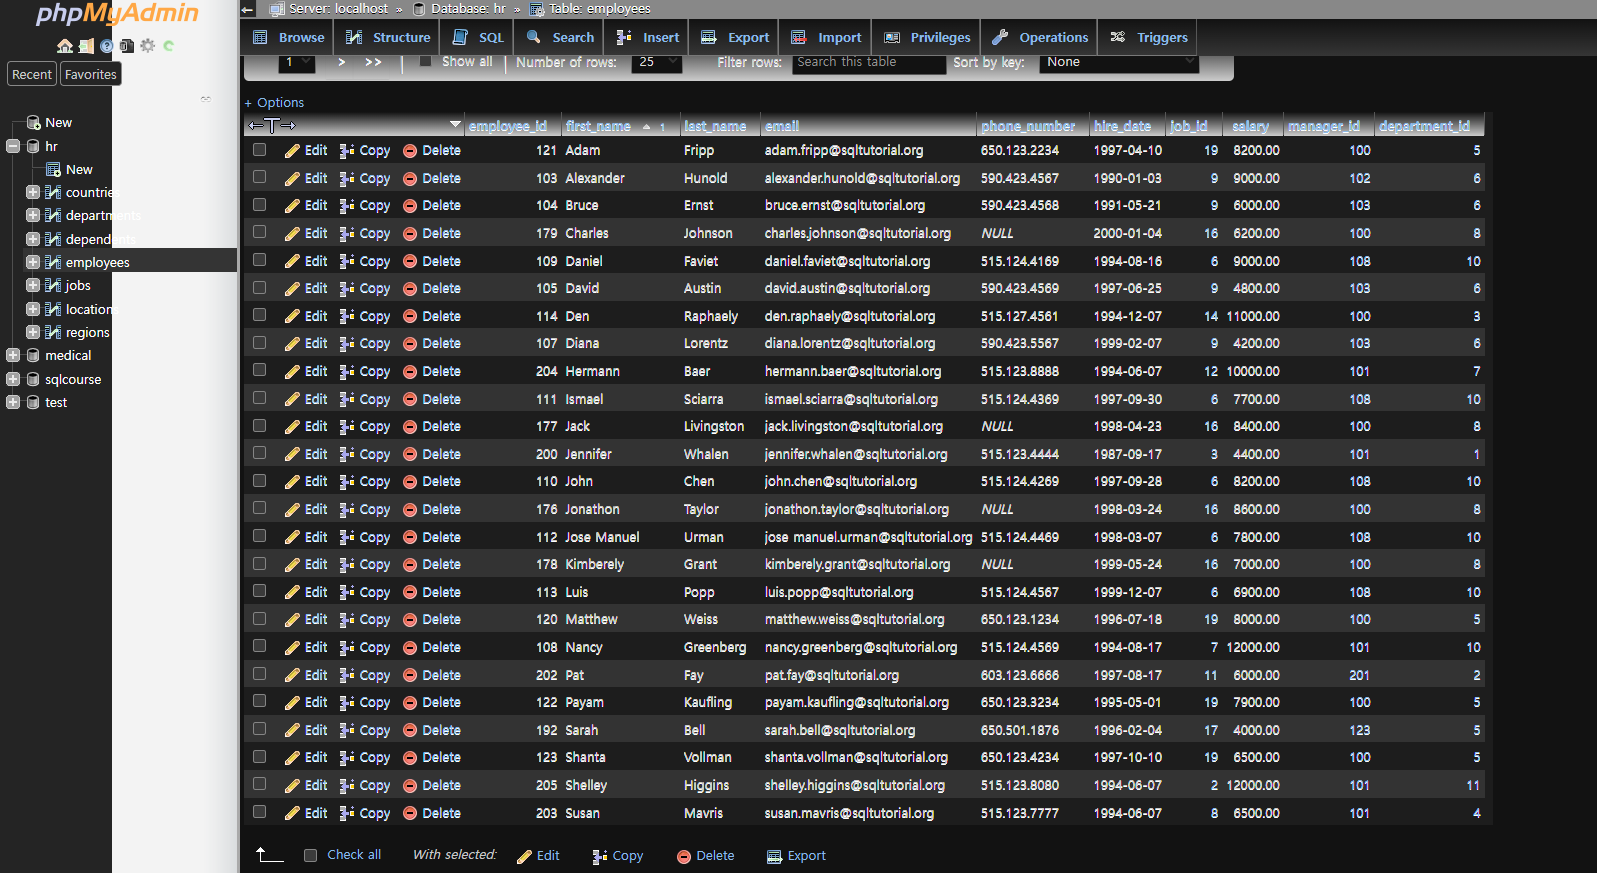 phpMyAdmin
Recent Favorites
New
hr
New
countries
departments
dependents
employees
jobs
locations
regions
medical
sqlcourse
test
Server: localhost » Database: hr » Table: employees
Browse Structure SQL Search Insert Export Import Privileges Operations Triggers
1 > >> Show all Number of rows: 25 Filter rows: Search this table Sort by key: None
+ Options
employee_id first_name 1 last_name email phone_number hire_date job_id salary manager_id department_id
Edit Copy Delete 121 Adam Fripp adam.fripp@sqltutorial.org 650.123.2234 1997-04-10 19 8200.00 100 5
Edit Copy Delete 103 Alexander Hunold alexander.hunold@sqltutorial.org 590.423.4567 1990-01-03 9 9000.00 102 6
Edit Copy Delete 104 Bruce Ernst bruce.ernst@sqltutorial.org 590.423.4568 1991-05-21 9 6000.00 103 6
Edit Copy Delete 179 Charles Johnson charles.johnson@sqltutorial.org NULL 2000-01-04 16 6200.00 100 8
Edit Copy Delete 109 Daniel Faviet daniel.faviet@sqltutorial.org 515.124.4169 1994-08-16 6 9000.00 108 10
Edit Copy Delete 105 David Austin david.austin@sqltutorial.org 590.423.4569 1997-06-25 9 4800.00 103 6
Edit Copy Delete 114 Den Raphaely den.raphaely@sqltutorial.org 515.127.4561 1994-12-07 14 11000.00 100 3
Edit Copy Delete 107 Diana Lorentz diana.lorentz@sqltutorial.org 590.423.5567 1999-02-07 9 4200.00 103 6
Edit Copy Delete 204 Hermann Baer hermann.baer@sqltutorial.org 515.123.8888 1994-06-07 12 10000.00 101 7
Edit Copy Delete 111 Ismael Sciarra ismael.sciarra@sqltutorial.org 515.124.4369 1997-09-30 6 7700.00 108 10
Edit Copy Delete 177 Jack Livingston jack.livingston@sqltutorial.org NULL 1998-04-23 16 8400.00 100 8
Edit Copy Delete 200 Jennifer Whalen jennifer.whalen@sqltutorial.org 515.123.4444 1987-09-17 3 4400.00 101 1
Edit Copy Delete 110 John Chen john.chen@sqltutorial.org 515.124.4269 1997-09-28 6 8200.00 108 10
Edit Copy Delete 176 Jonathon Taylor jonathon.taylor@sqltutorial.org NULL 1998-03-24 16 8600.00 100 8
Edit Copy Delete 112 Jose Manuel Urman jose manuel.urman@sqltutorial.org 515.124.4469 1998-03-07 6 7800.00 108 10
Edit Copy Delete 178 Kimberely Grant kimberely.grant@sqltutorial.org NULL 1999-05-24 16 7000.00 100 8
Edit Copy Delete 113 Luis Popp luis.popp@sqltutorial.org 515.124.4567 1999-12-07 6 6900.00 108 10
Edit Copy Delete 120 Matthew Weiss matthew.weiss@sqltutorial.org 650.123.1234 1996-07-18 19 8000.00 100 5
Edit Copy Delete 108 Nancy Greenberg nancy.greenberg@sqltutorial.org 515.124.4569 1994-08-17 7 12000.00 101 10
Edit Copy Delete 202 Pat Fay pat.fay@sqltutorial.org 603.123.6666 1997-08-17 11 6000.00 201 2
Edit Copy Delete 122 Payam Kaufling payam.kaufling@sqltutorial.org 650.123.3234 1995-05-01 19 7900.00 100 5
Edit Copy Delete 192 Sarah Bell sarah.bell@sqltutorial.org 650.501.1876 1996-02-04 17 4000.00 123 5
Edit Copy Delete 123 Shanta Vollman shanta.vollman@sqltutorial.org 650.123.4234 1997-10-10 19 6500.00 100 5
Edit Copy Delete 205 Shelley Higgins shelley.higgins@sqltutorial.org 515.123.8080 1994-06-07 2 12000.00 101 11
Edit Copy Delete 203 Susan Mavris susan.mavris@sqltutorial.org 515.123.7777 1994-06-07 8 6500.00 101 4
Check all With selected: Edit Copy Delete Export